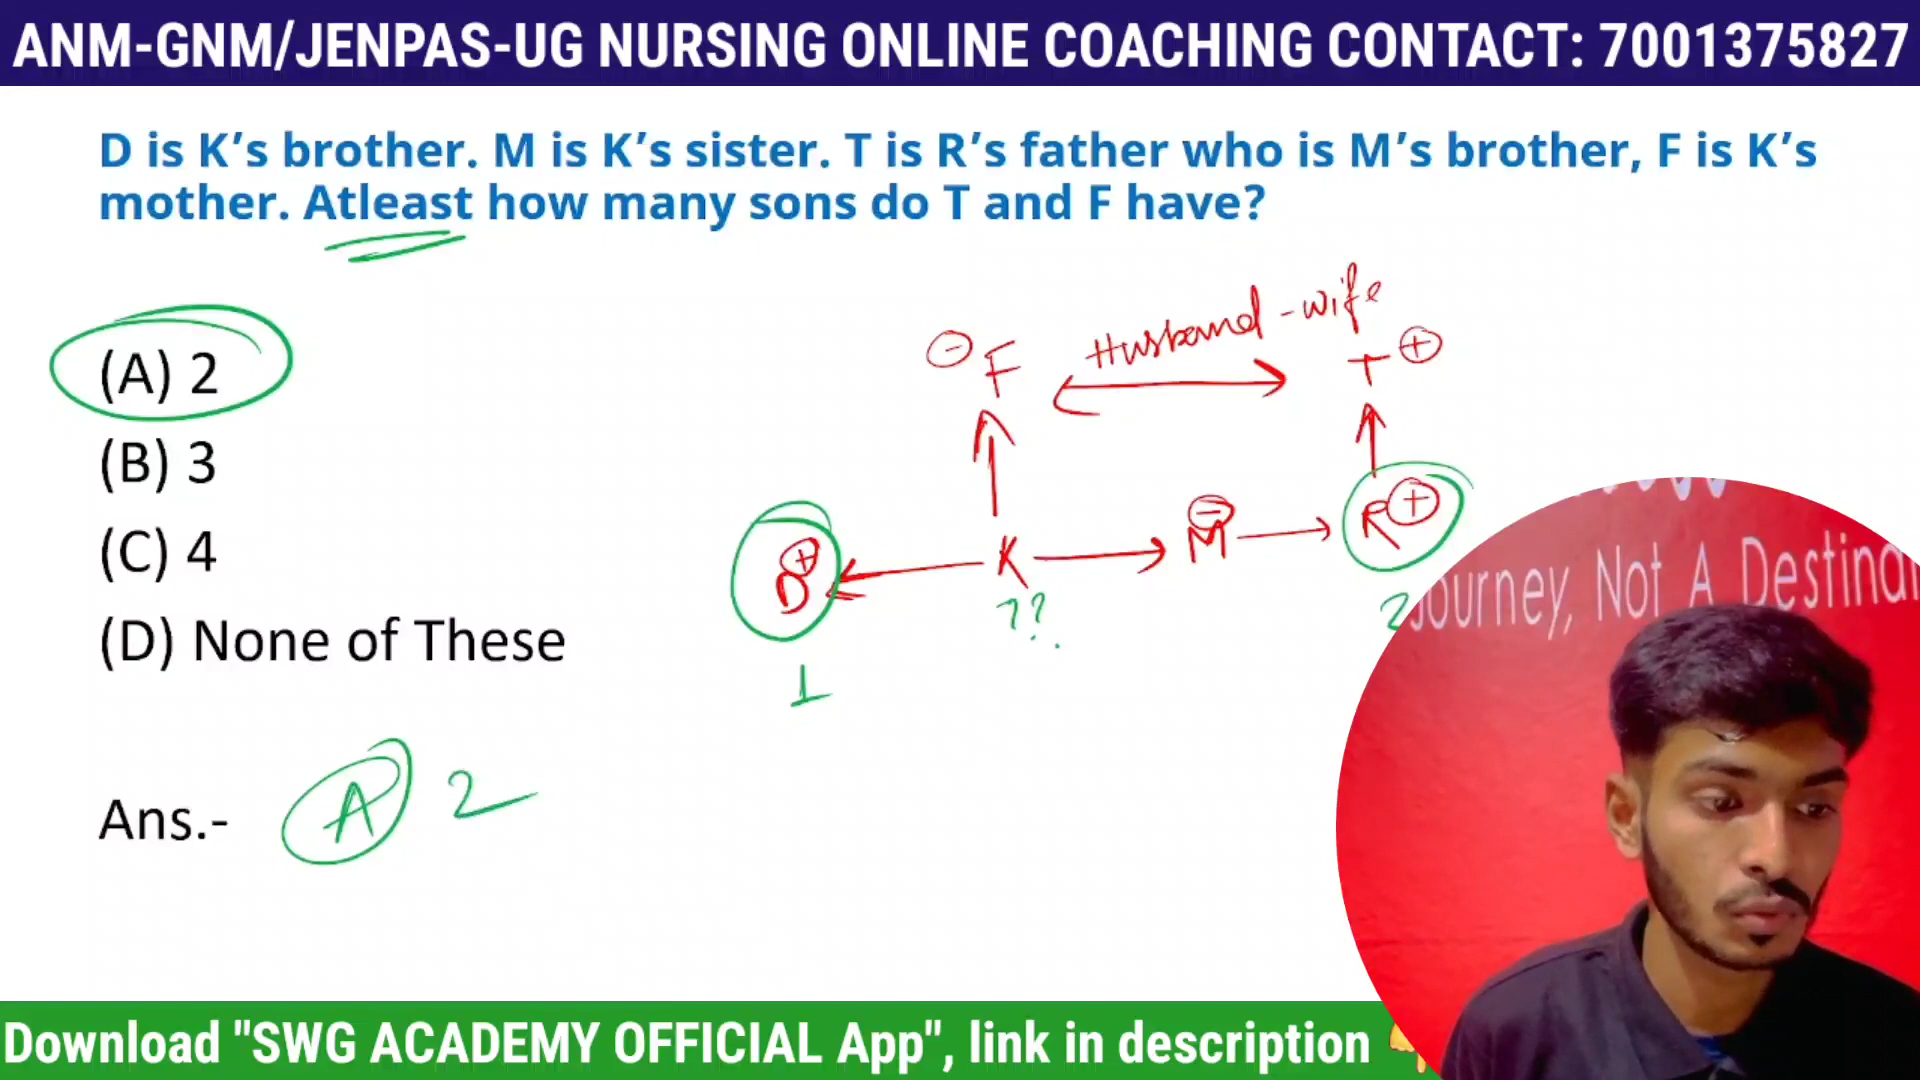 ANM-GNM/JENPAS-UG NURSING ONLINE COACHING CONTACT: 7001375827
D is K’s brother. M is K’s sister. T is R’s father who is M’s brother, F is K’s
mother. Atleast how many sons do T and F have?
(A) 2
(B) 3
(C) 4
(D) None of These
Ans.- A 2
Husband-wife
- F T +
D + K M - R +
1 ?? 2
Journey, Not A Destina
Download "SWG ACADEMY OFFICIAL App", link in description